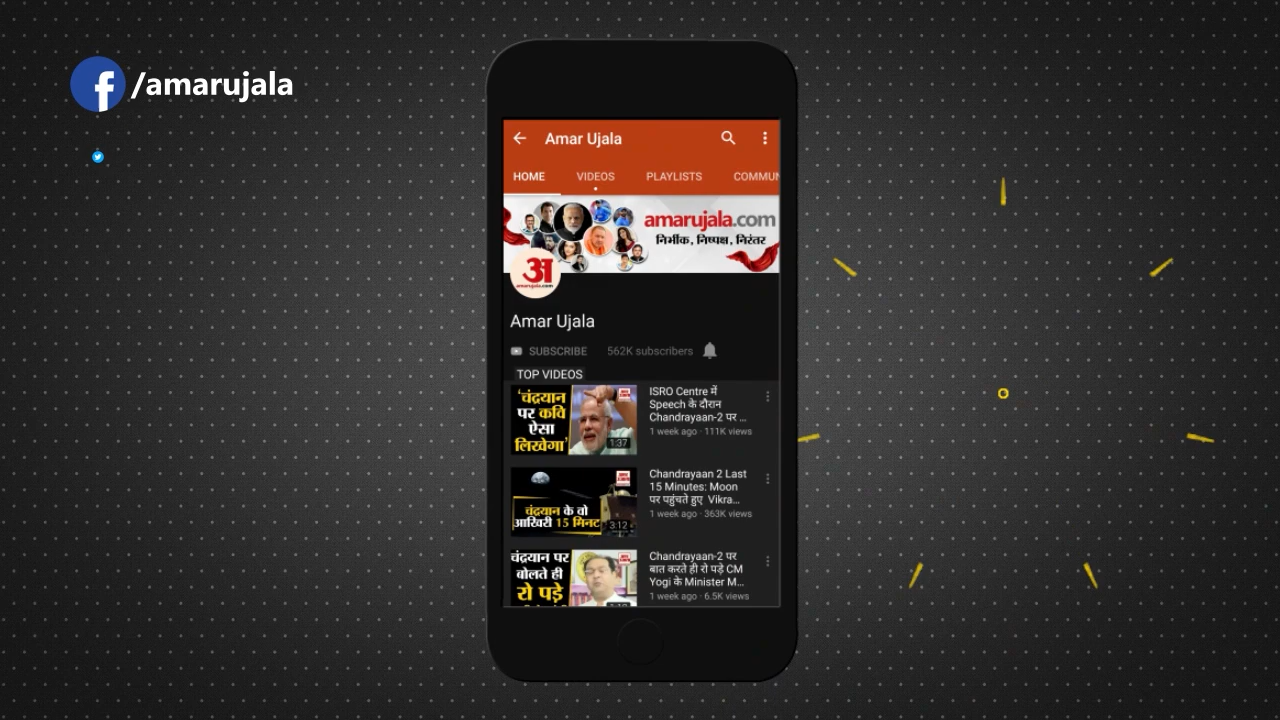 f /amarujala
Amar Ujala
HOME VIDEOS PLAYLISTS COMMUN
amarujala.com
निर्भीक, निष्पक्ष, निरंतर
अ
amarujala.com
Amar Ujala
SUBSCRIBE 562K subscribers
TOP VIDEOS
'चंद्रयान
पर कवि
ऐसा
लिखेगा'
1:37
ISRO Centre में
Speech के दौरान
Chandrayaan-2 पर ...
1 week ago · 111K views
चंद्रयान के वो
आखिरी 15 मिनट
3:12
Chandrayaan 2 Last
15 Minutes: Moon
पर पहुंचते हुए Vikra...
1 week ago · 363K views
चंद्रयान पर
बोलते ही
रो पड़े
Chandrayaan-2 पर
बात करते ही रो पड़े CM
Yogi के Minister M...
1 week ago · 6.5K views